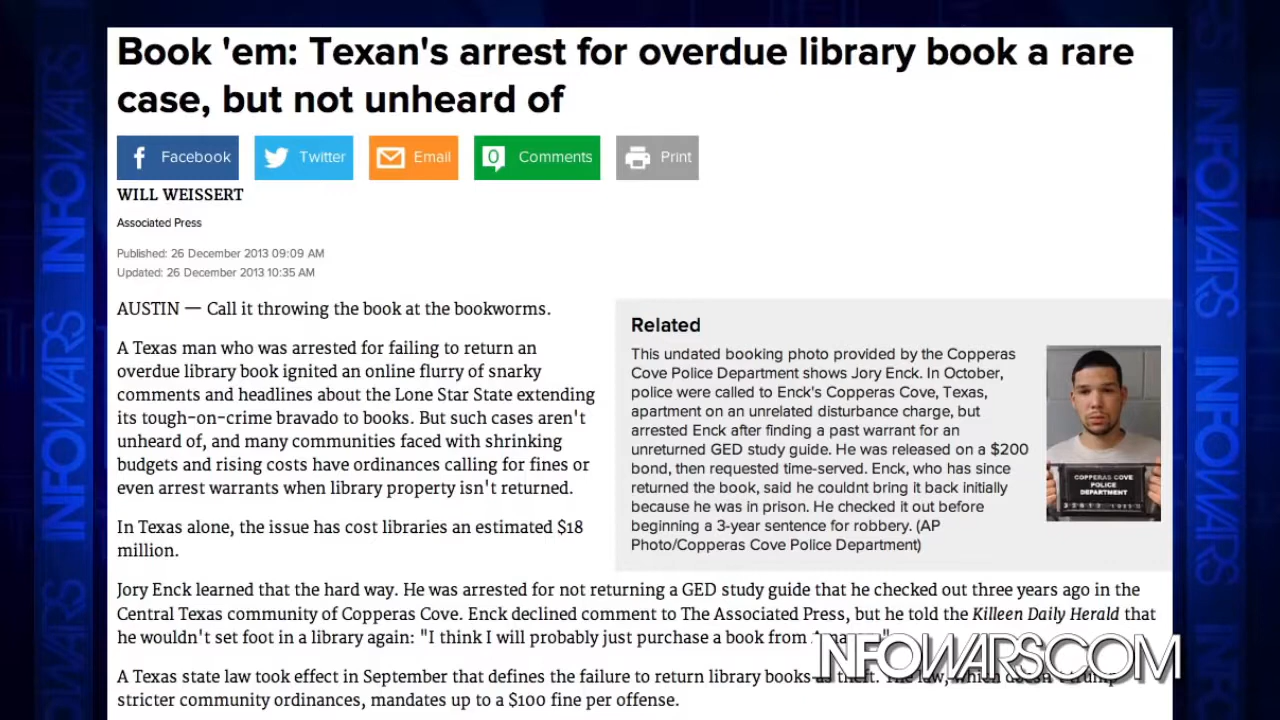 Book 'em: Texan's arrest for overdue library book a rare
case, but not unheard of
Facebook
Twitter
Email
0 Comments
Print
WILL WEISSERT
Associated Press
Published: 26 December 2013 09:09 AM
Updated: 26 December 2013 10:35 AM
AUSTIN — Call it throwing the book at the bookworms.
A Texas man who was arrested for failing to return an
overdue library book ignited an online flurry of snarky
comments and headlines about the Lone Star State extending
its tough-on-crime bravado to books. But such cases aren't
unheard of, and many communities faced with shrinking
budgets and rising costs have ordinances calling for fines or
even arrest warrants when library property isn't returned.
In Texas alone, the issue has cost libraries an estimated $18
million.
Related
This undated booking photo provided by the Copperas
Cove Police Department shows Jory Enck. In October,
police were called to Enck's Copperas Cove, Texas,
apartment on an unrelated disturbance charge, but
arrested Enck after finding a past warrant for an
unreturned GED study guide. He was released on a $200
bond, then requested time-served. Enck, who has since
returned the book, said he couldnt bring it back initially
because he was in prison. He checked it out before
beginning a 3-year sentence for robbery. (AP
Photo/Copperas Cove Police Department)
COPPERAS COVE
POLICE
DEPARTMENT
Jory Enck learned that the hard way. He was arrested for not returning a GED study guide that he checked out three years ago in the
Central Texas community of Copperas Cove. Enck declined comment to The Associated Press, but he told the Killeen Daily Herald that
he wouldn't set foot in a library again: "I think I will probably just purchase a book from
A Texas state law took effect in September that defines the failure to return library books as theft. The law, which doesn't trump
stricter community ordinances, mandates up to a $100 fine per offense.
INFOWARS.COM
INFOWARS
INFOWARS
INFOWARS
INFOWARS